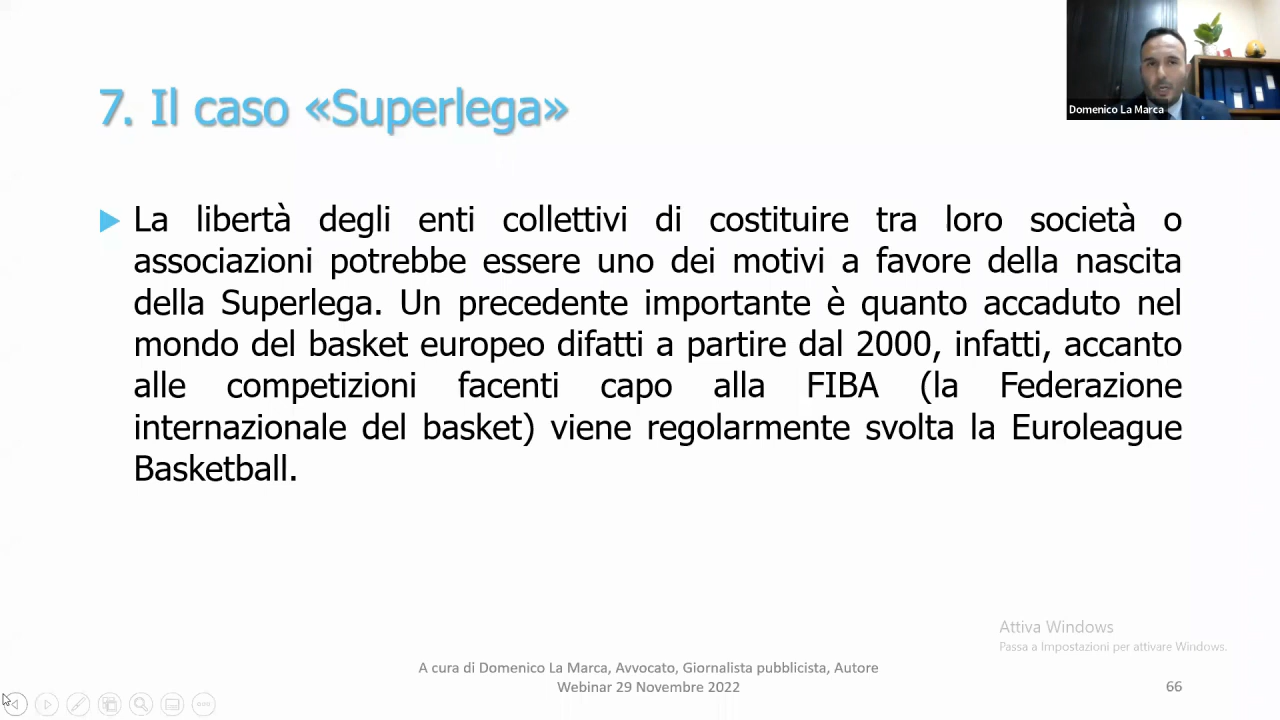 7. Il caso «Superlega»
Domenico La Marca
La libertà degli enti collettivi di costituire tra loro società o
associazioni potrebbe essere uno dei motivi a favore della nascita
della Superlega. Un precedente importante è quanto accaduto nel
mondo del basket europeo difatti a partire dal 2000, infatti, accanto
alle competizioni facenti capo alla FIBA (la Federazione
internazionale del basket) viene regolarmente svolta la Euroleague
Basketball.
Attiva Windows
Passa a Impostazioni per attivare Windows.
A cura di Domenico La Marca, Avvocato, Giornalista pubblicista, Autore
Webinar 29 Novembre 2022
66